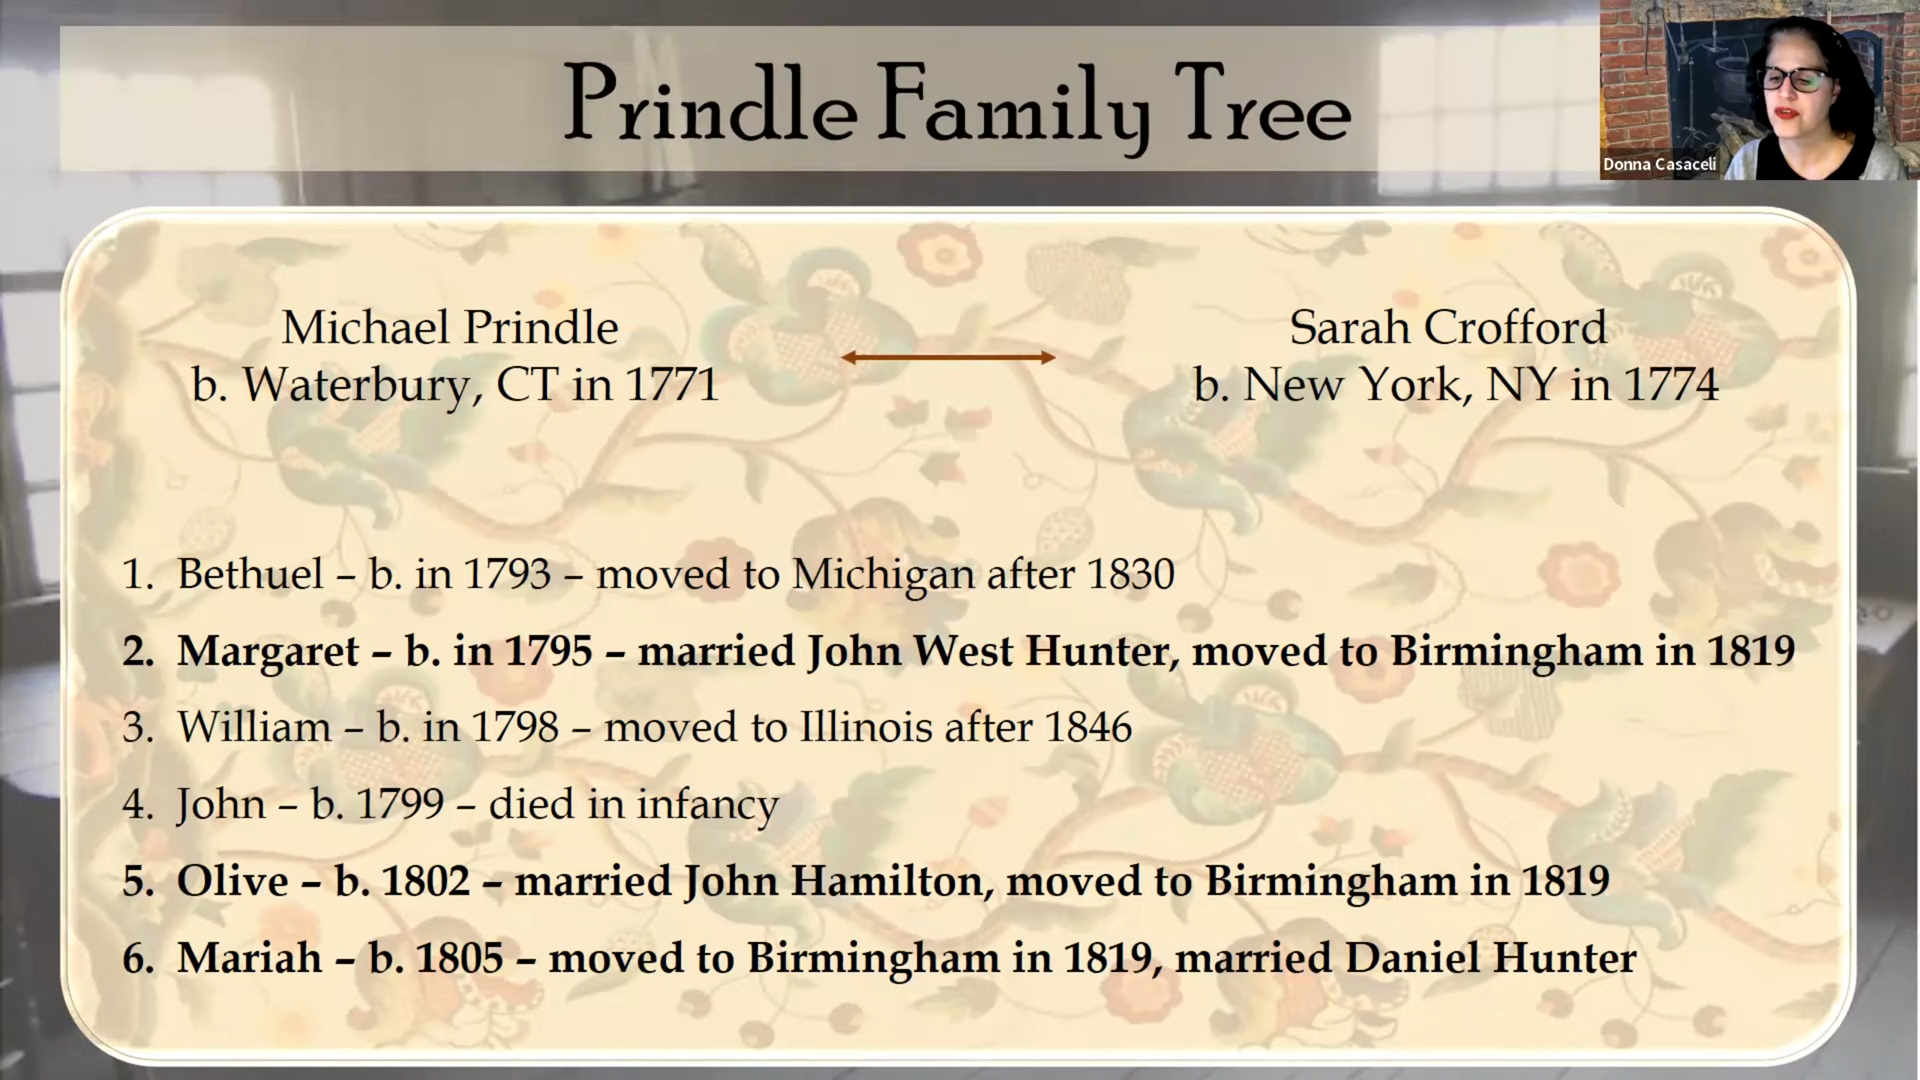 Prindle Family Tree
Donna Casaceli
Michael Prindle
b. Waterbury, CT in 1771
Sarah Crofford
b. New York, NY in 1774
1. Bethuel – b. in 1793 – moved to Michigan after 1830
2. Margaret – b. in 1795 – married John West Hunter, moved to Birmingham in 1819
3. William – b. in 1798 – moved to Illinois after 1846
4. John – b. 1799 – died in infancy
5. Olive – b. 1802 – married John Hamilton, moved to Birmingham in 1819
6. Mariah – b. 1805 – moved to Birmingham in 1819, married Daniel Hunter